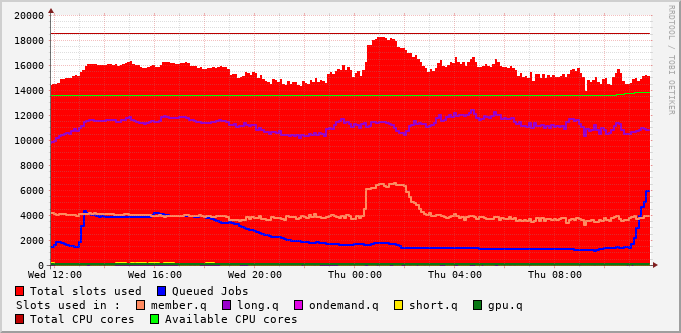 20000
18000
16000
14000
12000
10000
8000
6000
4000
2000
0
Wed 12:00 Wed 16:00 Wed 20:00 Thu 00:00 Thu 04:00 Thu 08:00
Total slots used Queued Jobs
Slots used in : member.q long.q ondemand.q short.q gpu.q
Total CPU cores Available CPU cores
RRDTOOL / TOBI OETIKER